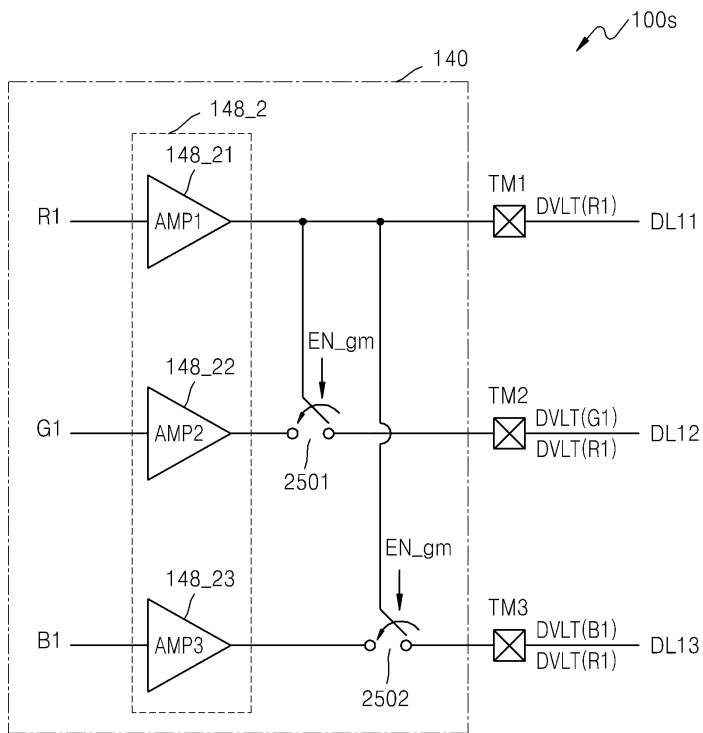 100s
140
148_2
148_21
R1
AMP1
TM1
DVLT(R1)
DL11
EN_gm
148_22
G1
AMP2
2501
TM2
DVLT(G1)
DVLT(R1)
DL12
EN_gm
148_23
B1
AMP3
2502
TM3
DVLT(B1)
DVLT(R1)
DL13